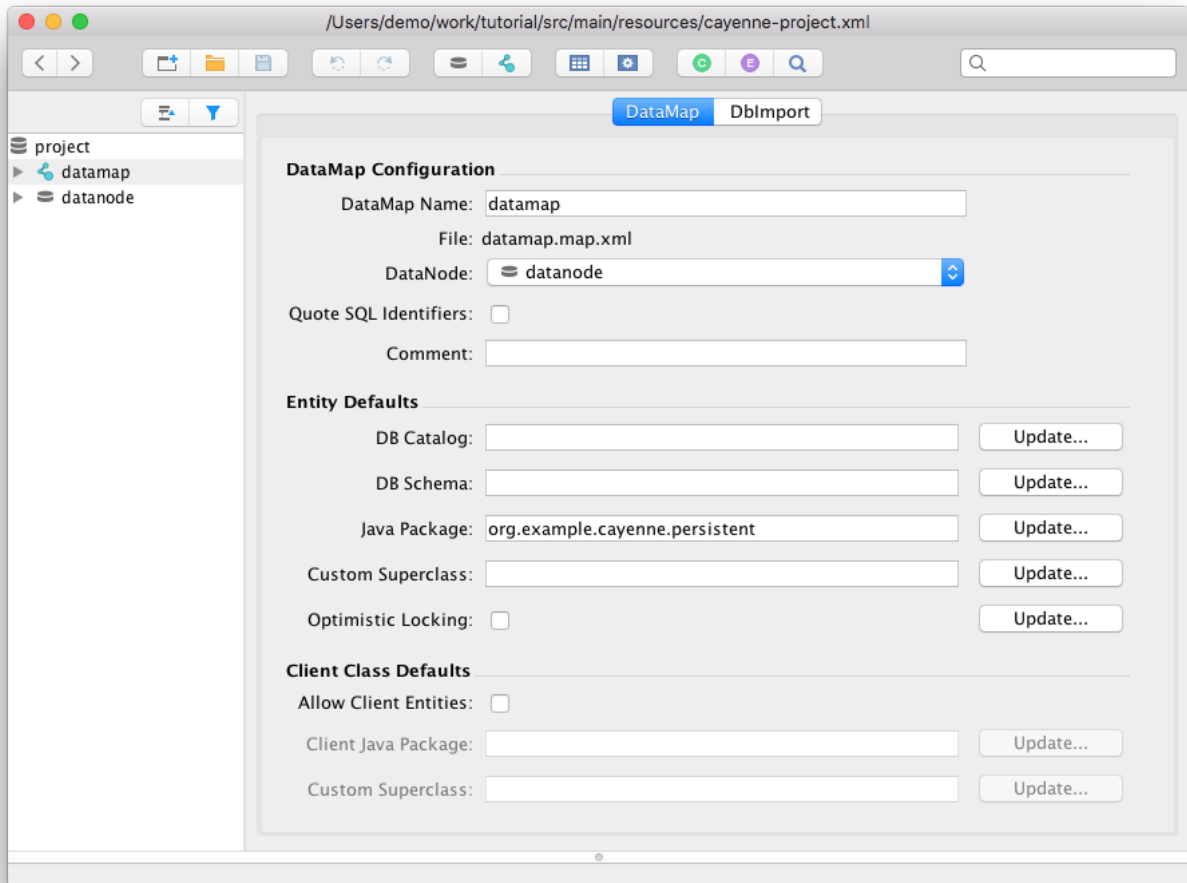 /Users/demo/work/tutorial/src/main/resources/cayenne-project.xml
C E
DataMap DbImport
project
datamap
datanode
DataMap Configuration
DataMap Name: datamap
File: datamap.map.xml
DataNode: datanode
Quote SQL Identifiers:
Comment:
Entity Defaults
DB Catalog: Update...
DB Schema: Update...
Java Package: org.example.cayenne.persistent Update...
Custom Superclass: Update...
Optimistic Locking: Update...
Client Class Defaults
Allow Client Entities:
Client Java Package: Update...
Custom Superclass: Update...